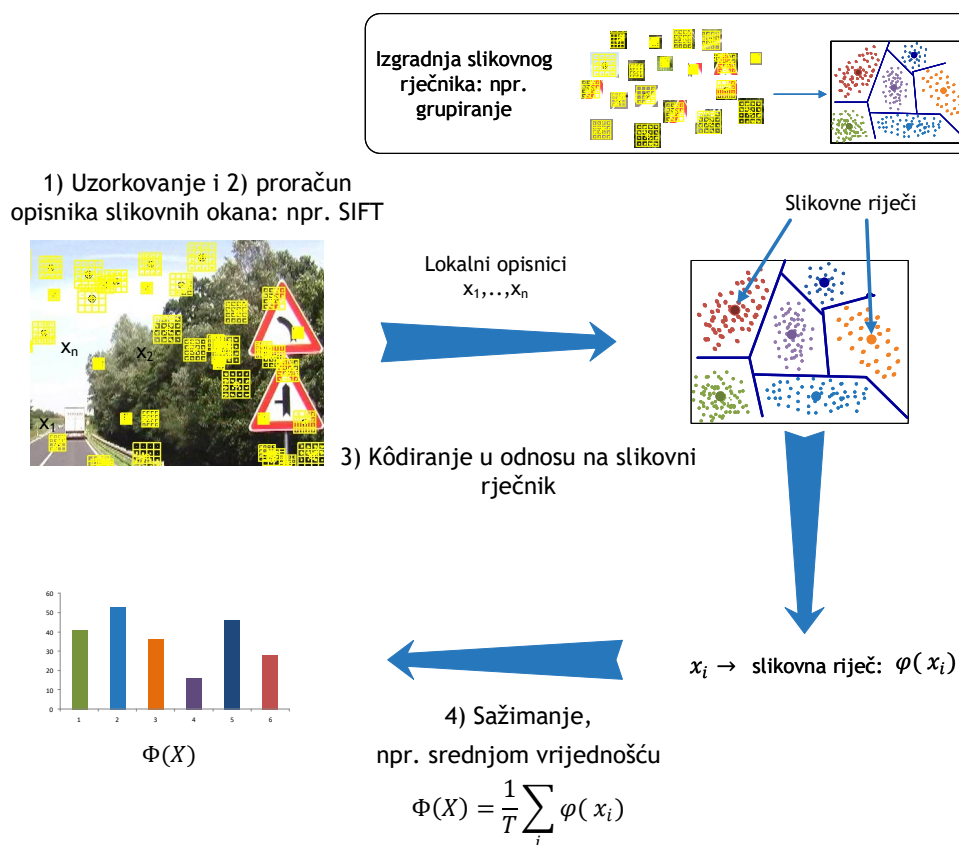 Izgradnja slikovnog
rječnika: npr.
grupiranje
1) Uzorkovanje i 2) proračun
opisnika slikovnih okana: npr. SIFT
Slikovne riječi
Lokalni opisnici
x₁,..,xₙ
xₙ
x₂
x₁
3) Kôdiranje u odnosu na slikovni
rječnik
60
50
40
30
20
10
0
1 2 3 4 5 6
Φ(X)
xᵢ → slikovna riječ: φ( xᵢ)
4) Sažimanje,
npr. srednjom vrijednošću
Φ(X) = 1/T ∑ᵢ φ( xᵢ)